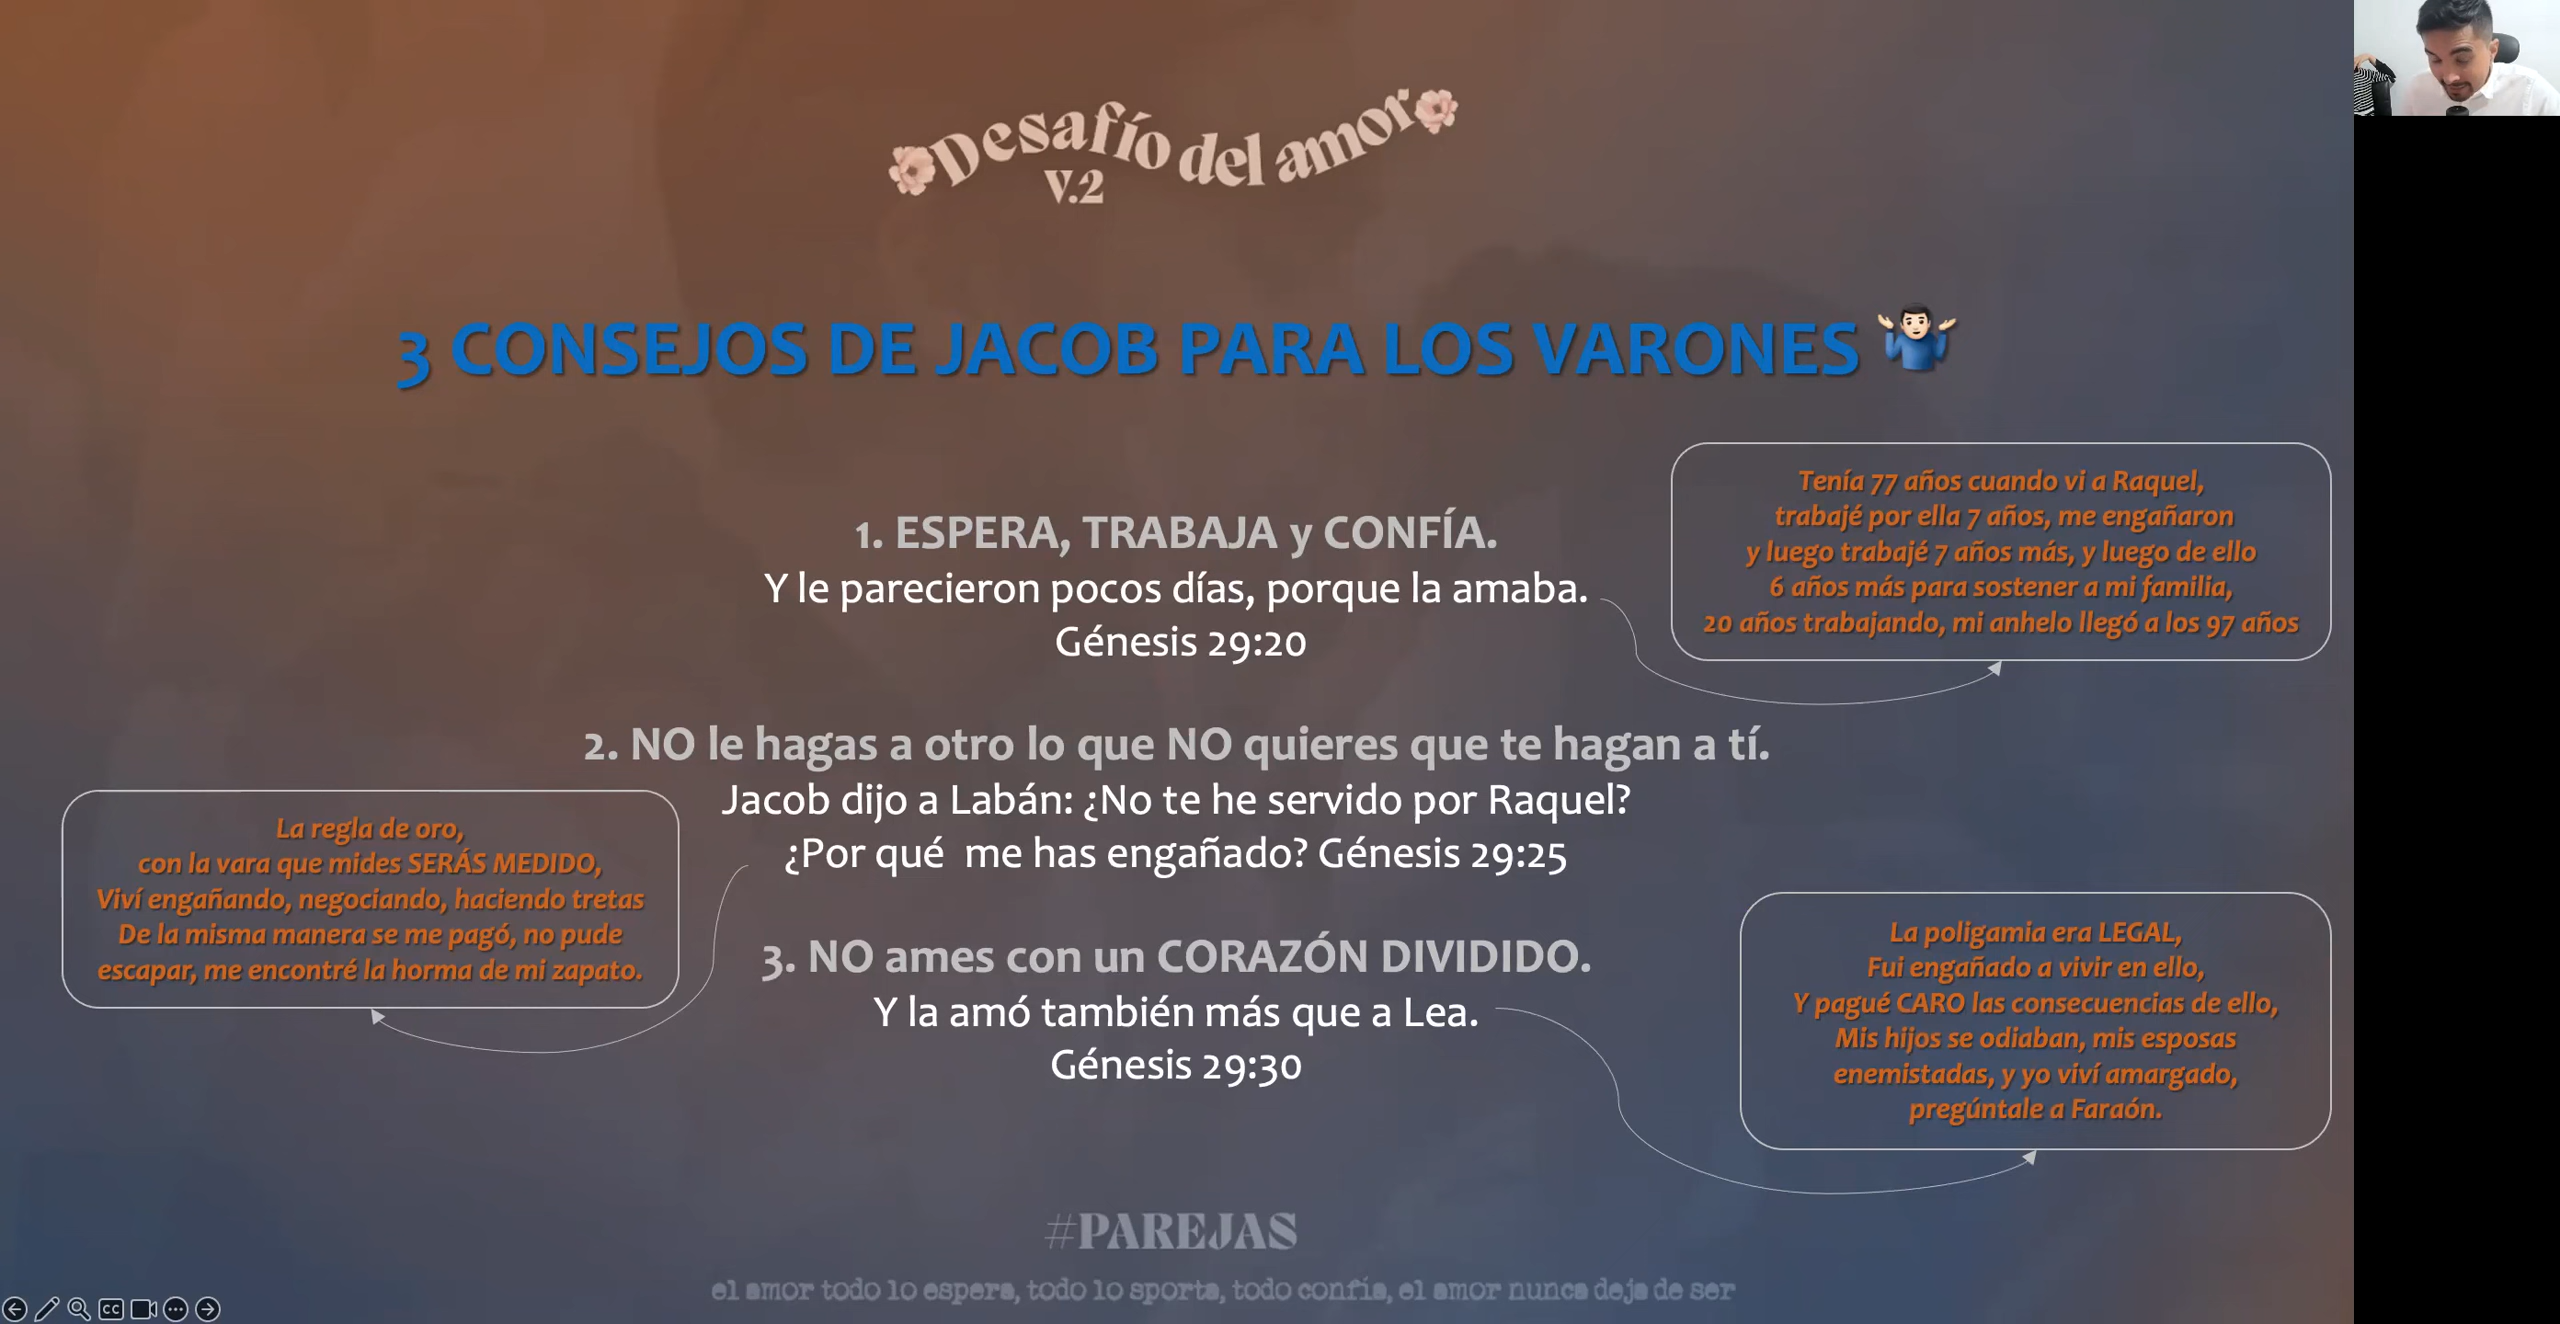 Desafío del amor
V.2
3 CONSEJOS DE JACOB PARA LOS VARONES
1. ESPERA, TRABAJA y CONFÍA.
Y le parecieron pocos días, porque la amaba.
Génesis 29:20
Tenía 77 años cuando vi a Raquel,
trabajé por ella 7 años, me engañaron
y luego trabajé 7 años más, y luego de ello
6 años más para sostener a mi familia,
20 años trabajando, mi anhelo llegó a los 97 años
2. NO le hagas a otro lo que NO quieres que te hagan a tí.
Jacob dijo a Labán: ¿No te he servido por Raquel?
¿Por qué me has engañado? Génesis 29:25
La regla de oro,
con la vara que mides SERÁS MEDIDO,
Viví engañando, negociando, haciendo tretas
De la misma manera se me pagó, no pude
escapar, me encontré la horma de mi zapato.
3. NO ames con un CORAZÓN DIVIDIDO.
Y la amó también más que a Lea.
Génesis 29:30
La poligamia era LEGAL,
Fui engañado a vivir en ello,
Y pagué CARO las consecuencias de ello,
Mis hijos se odiaban, mis esposas
enemistadas, y yo viví amargado,
pregúntale a Faraón.
#PAREJAS
el amor todo lo espera, todo lo sporta, todo confía, el amor nunca deja de ser
CC